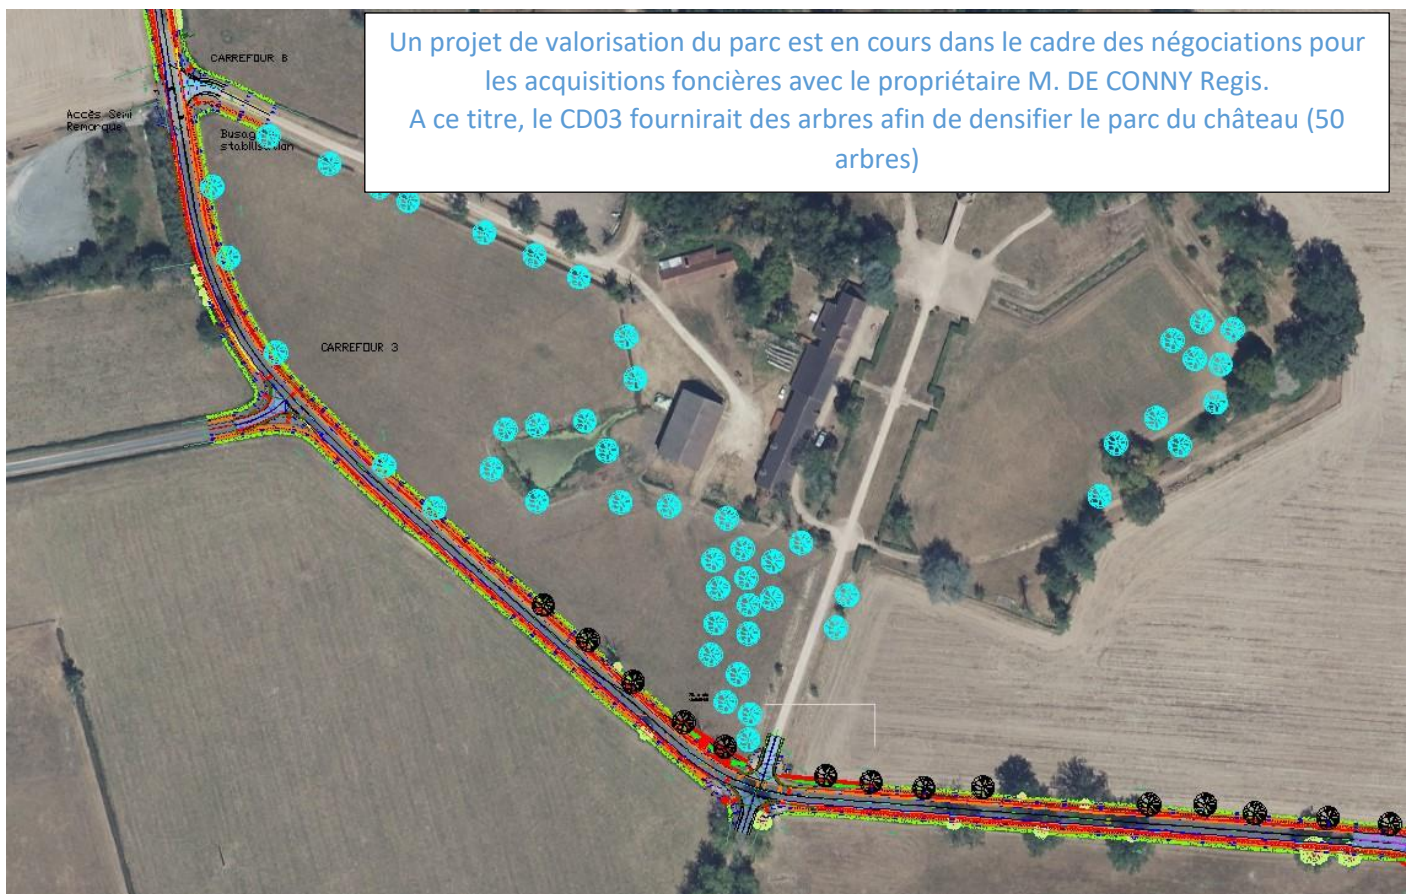 Un projet de valorisation du parc est en cours dans le cadre des négociations pour
les acquisitions foncières avec le propriétaire M. DE CONNY Regis.
A ce titre, le CD03 fournirait des arbres afin de densifier le parc du château (50
arbres)
CARREFOUR B
Accès Semi
Remorque
CARREFOUR 3